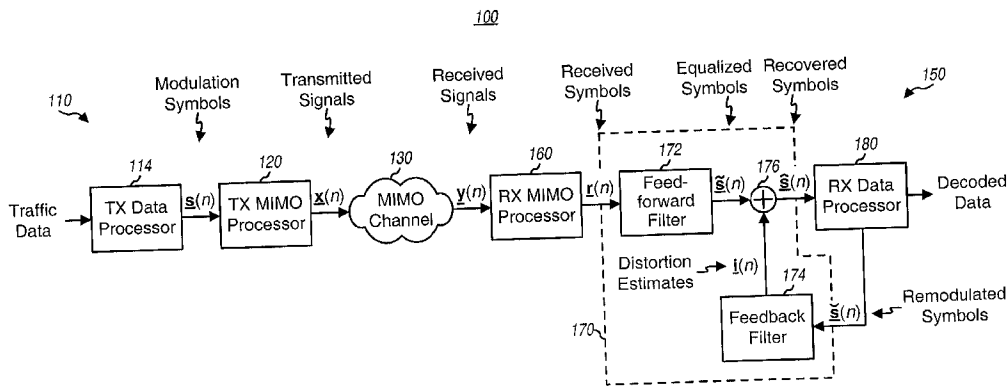 100
110
Modulation
Symbols
Transmitted
Signals
Received
Signals
Received
Symbols
Equalized
Symbols
Recovered
Symbols
150
Traffic
Data
114
TX Data
Processor
s(n)
120
TX MIMO
Processor
x(n)
130
MIMO
Channel
y(n)
160
RX MIMO
Processor
r(n)
172
Feed-
forward
Filter
s̃(n)
176
+
ŝ(n)
180
RX Data
Processor
Decoded
Data
Distortion
Estimates
i(n)
174
Feedback
Filter
170
š(n)
Remodulated
Symbols